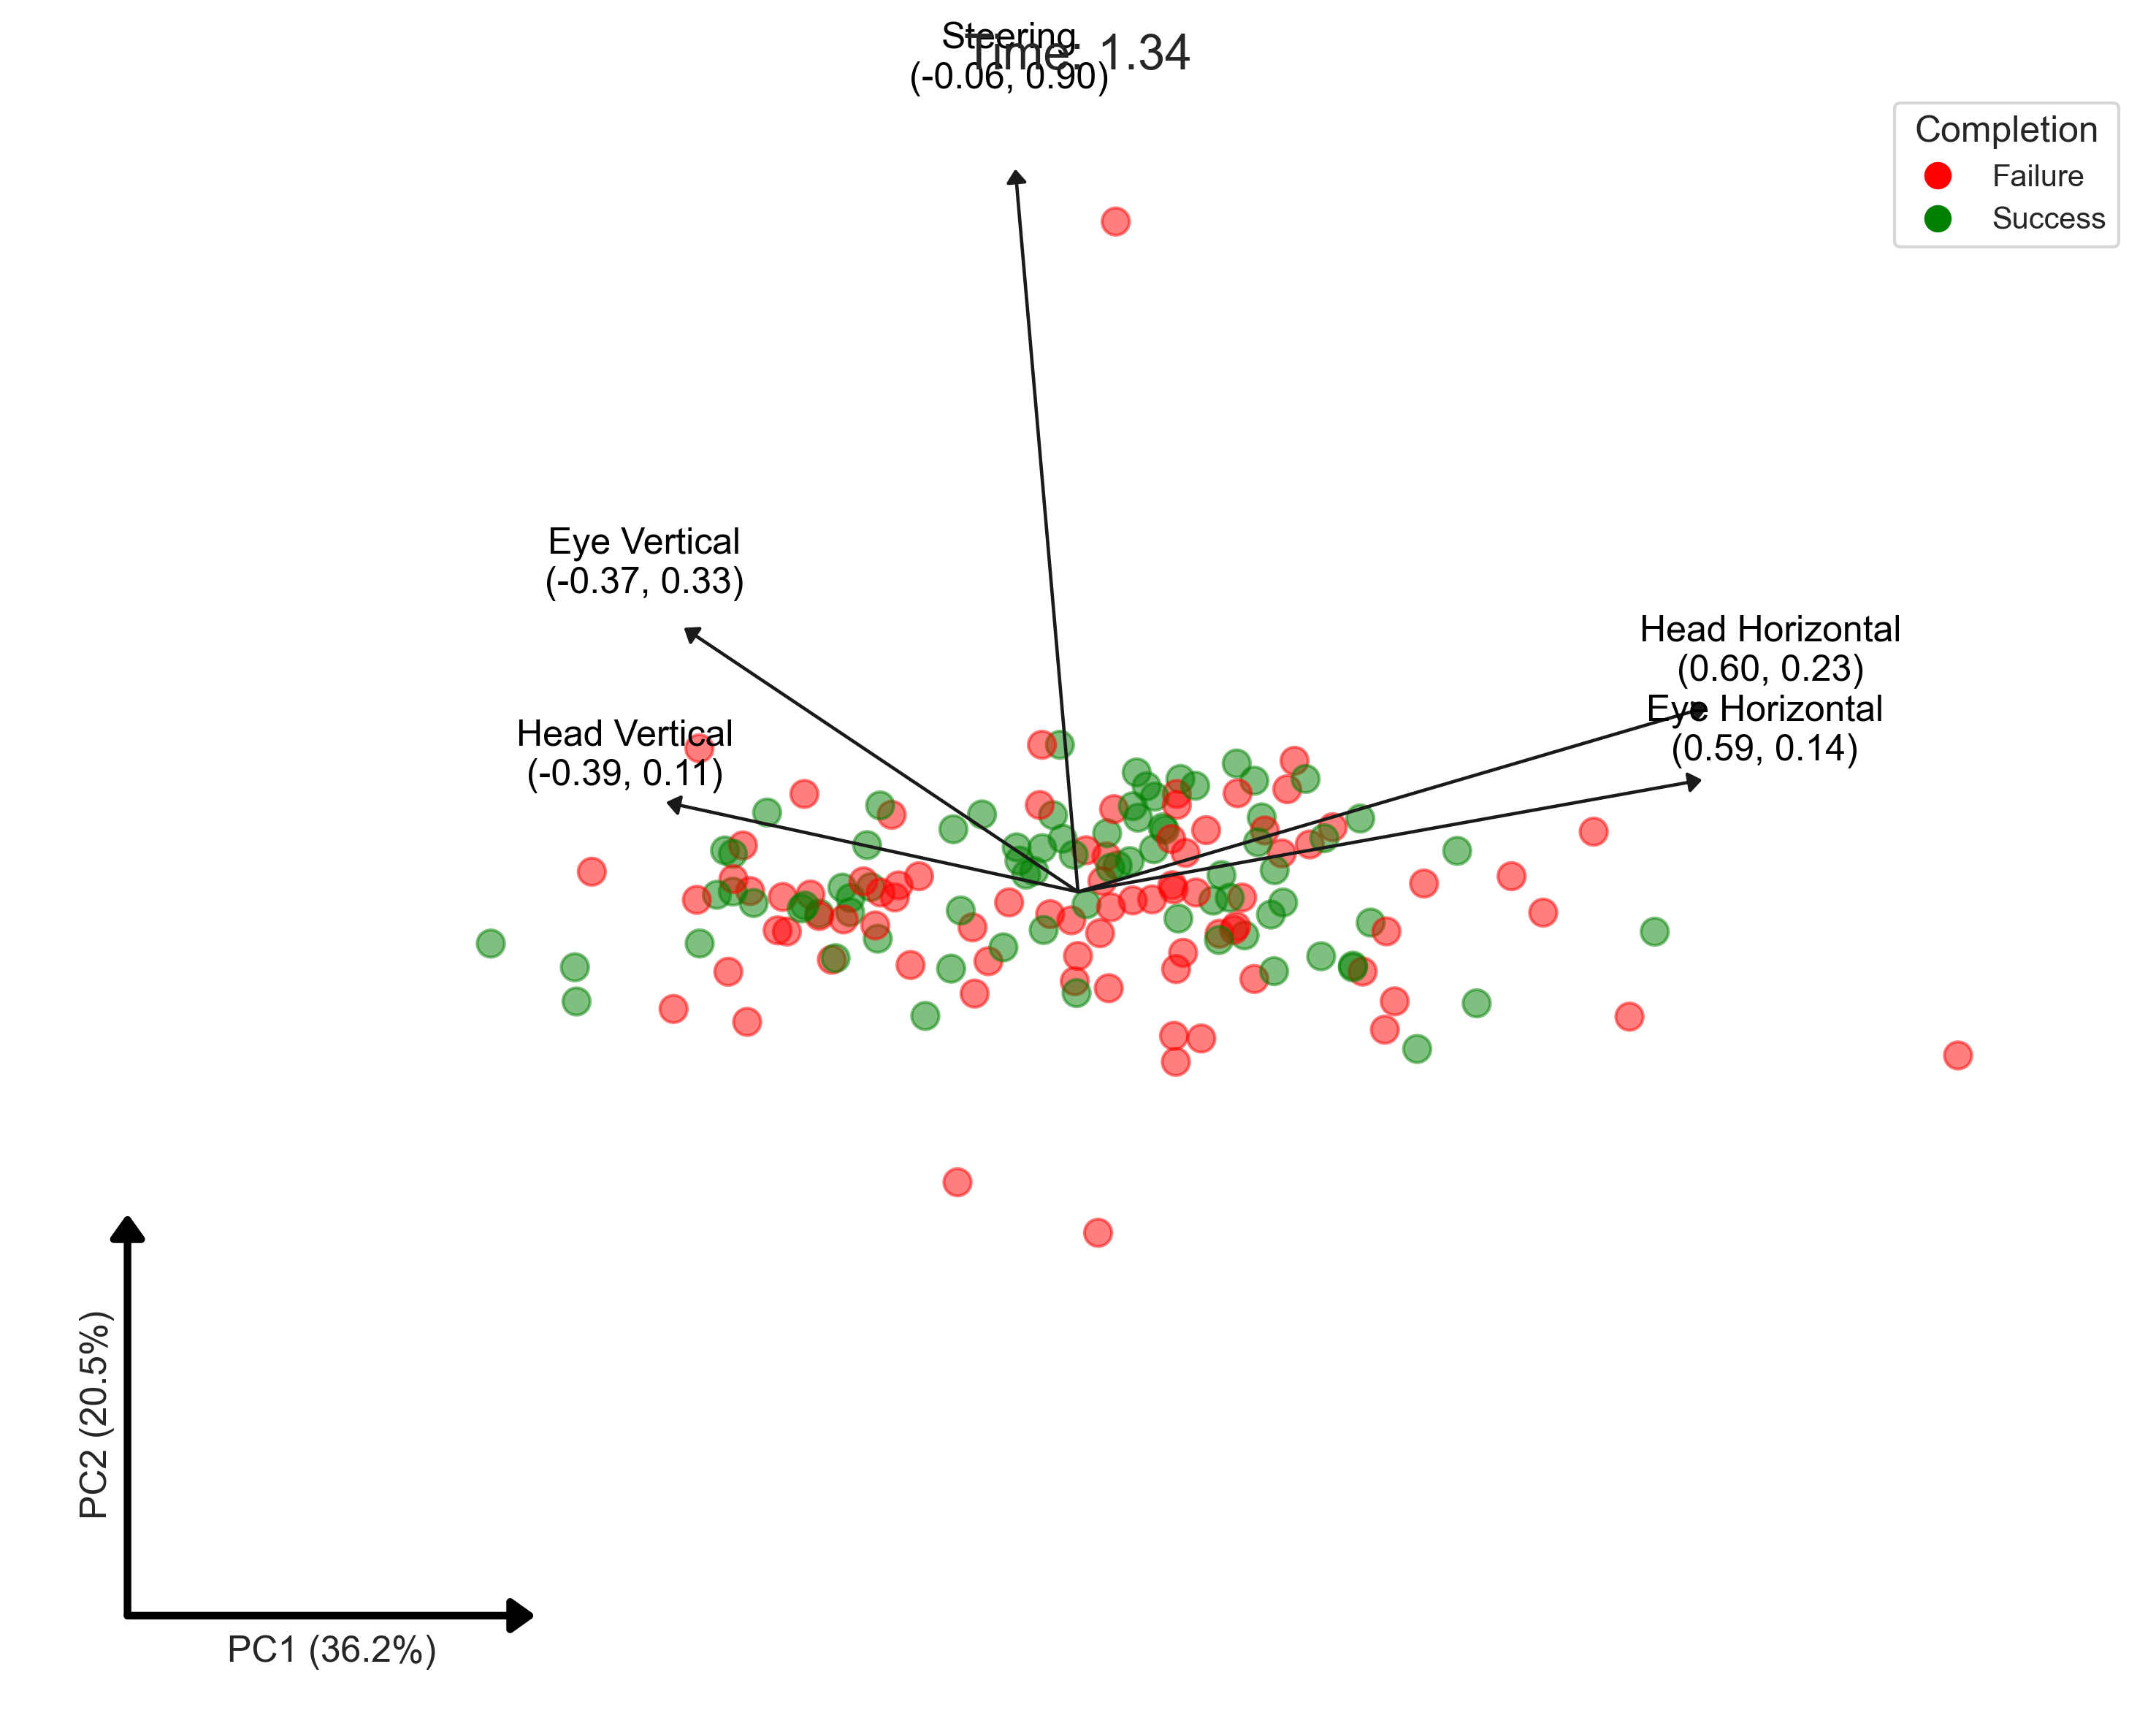 Steering
(-0.06, 0.90)
Time: 1.34
Completion
Failure
Success
Eye Vertical
(-0.37, 0.33)
Head Horizontal
(0.60, 0.23)
Eye Horizontal
(0.59, 0.14)
Head Vertical
(-0.39, 0.11)
PC2 (20.5%)
PC1 (36.2%)